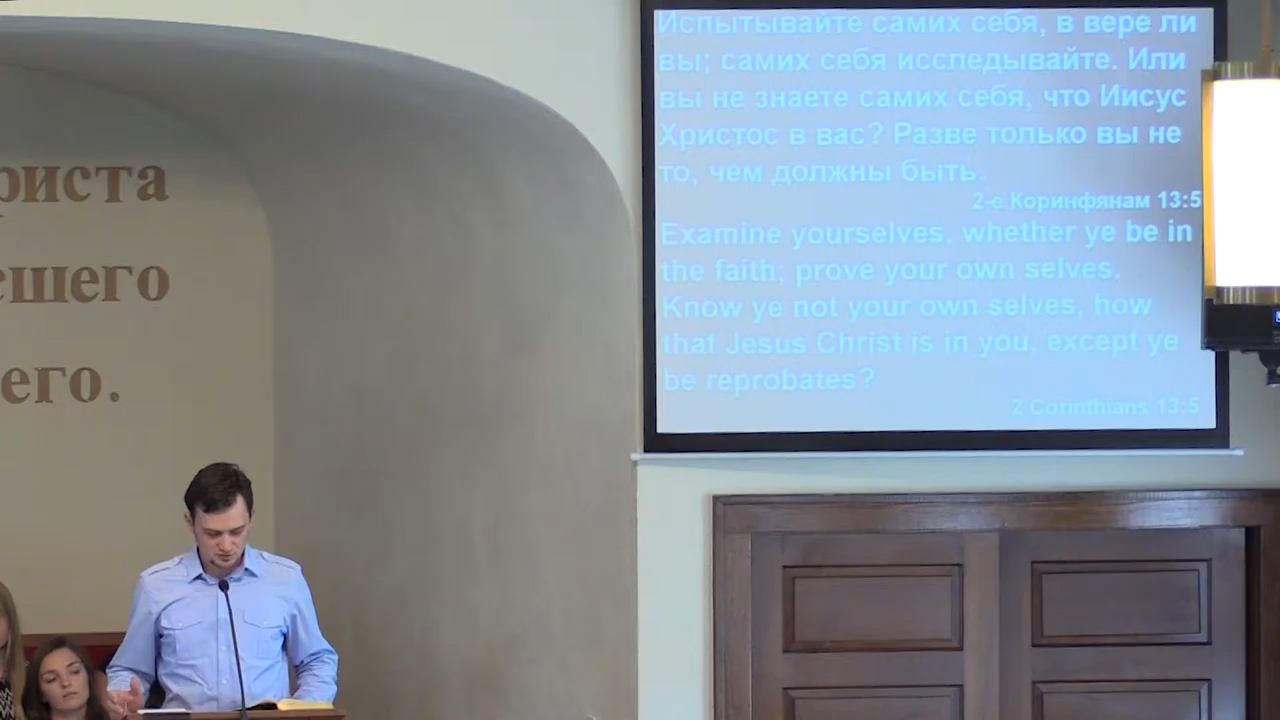 Испытывайте самих себя, в вере ли
вы; самих себя исследывайте. Или
вы не знаете самих себя, что Иисус
Христос в вас? Разве только вы не
то, чем должны быть.
2-е Коринфянам 13:5
Examine yourselves, whether ye be in
the faith; prove your own selves.
Know ye not your own selves, how
that Jesus Christ is in you, except ye
be reprobates?
2 Corinthians 13:5
риста
сшего
его.